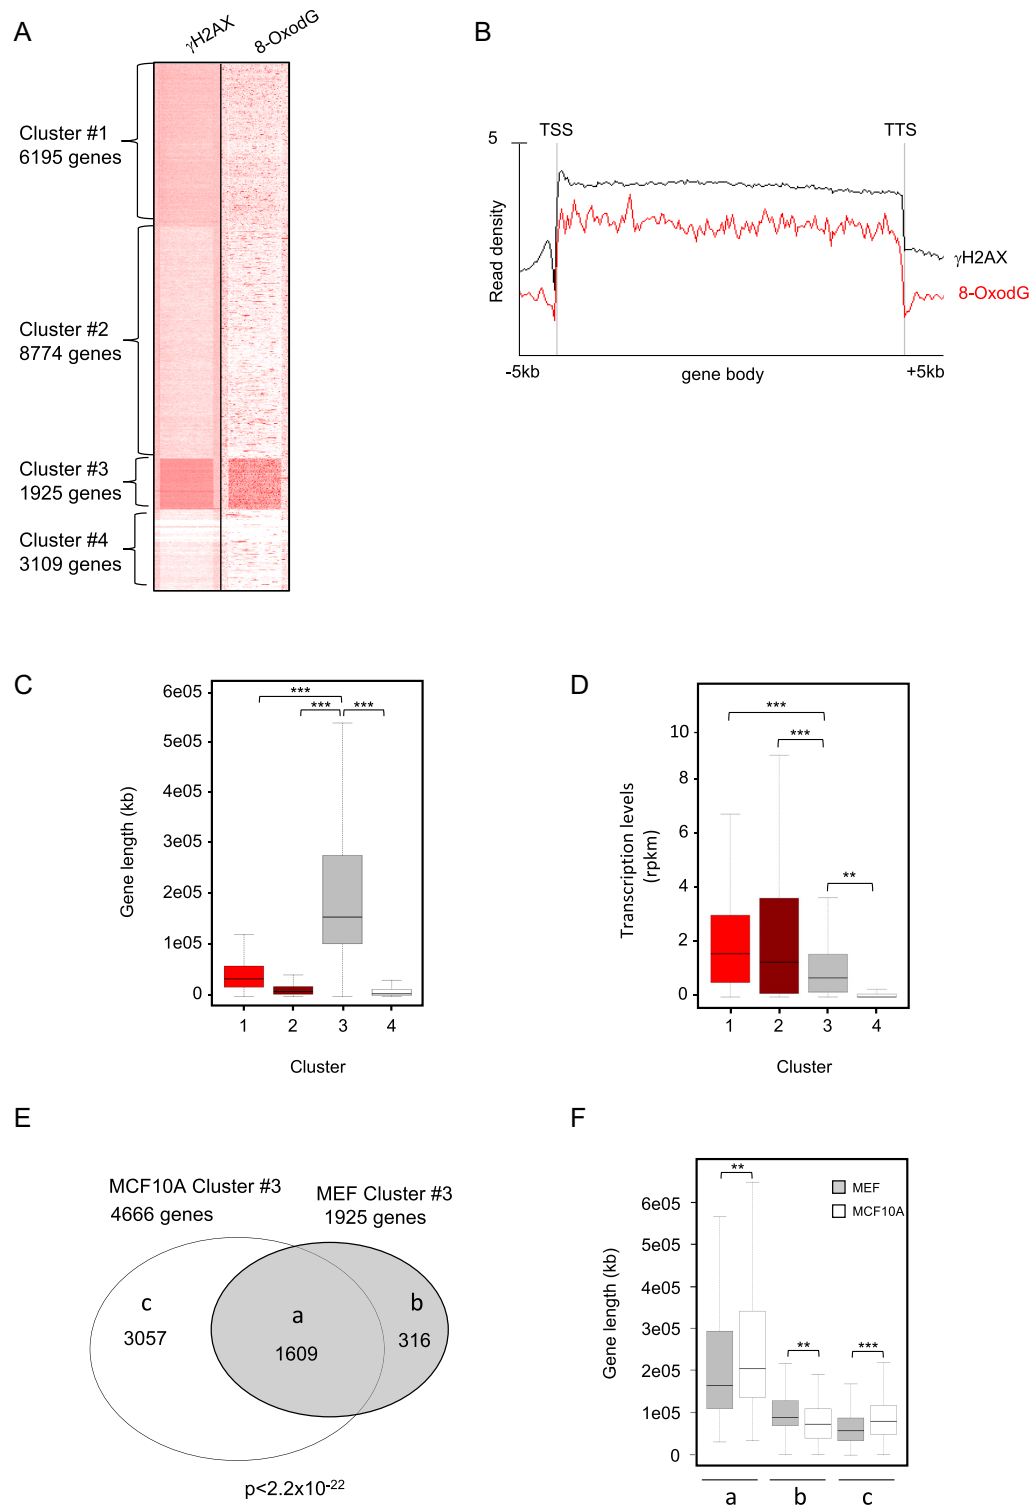 A
γH2AX
8-OxodG
Cluster #1
6195 genes
Cluster #2
8774 genes
Cluster #3
1925 genes
Cluster #4
3109 genes
B
TSS
TTS
5
Read density
γH2AX
8-OxodG
-5kb
gene body
+5kb
C
Gene length (kb)
6e05
5e05
4e05
3e05
2e05
1e05
0
***
***
***
1
2
3
4
Cluster
D
Transcription levels
(rpkm)
10
8
6
4
2
0
***
***
**
1
2
3
4
Cluster
E
MCF10A Cluster #3
4666 genes
MEF Cluster #3
1925 genes
c
3057
a
1609
b
316
p<2.2x10-22
F
Gene length (kb)
6e05
5e05
4e05
3e05
2e05
1e05
0
**
**
***
MEF
MCF10A
a
b
c